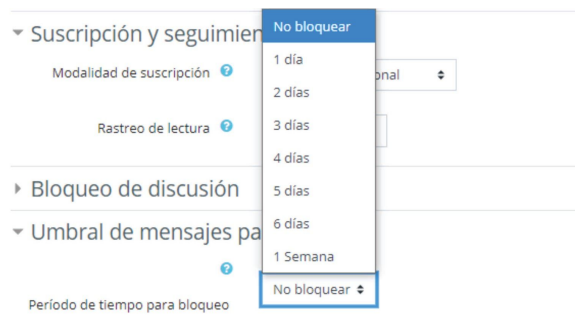 Suscripción y seguimien
No bloquear
1 día
Modalidad de suscripción
onal
2 días
Rastreo de lectura
3 días
4 días
Bloqueo de discusión
5 días
6 días
Umbral de mensajes pa
1 Semana
No bloquear
Período de tiempo para bloqueo